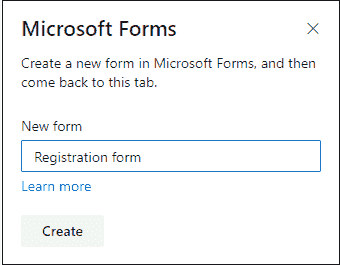 Microsoft Forms
Create a new form in Microsoft Forms, and then
come back to this tab.
New form
Registration form
Learn more
Create